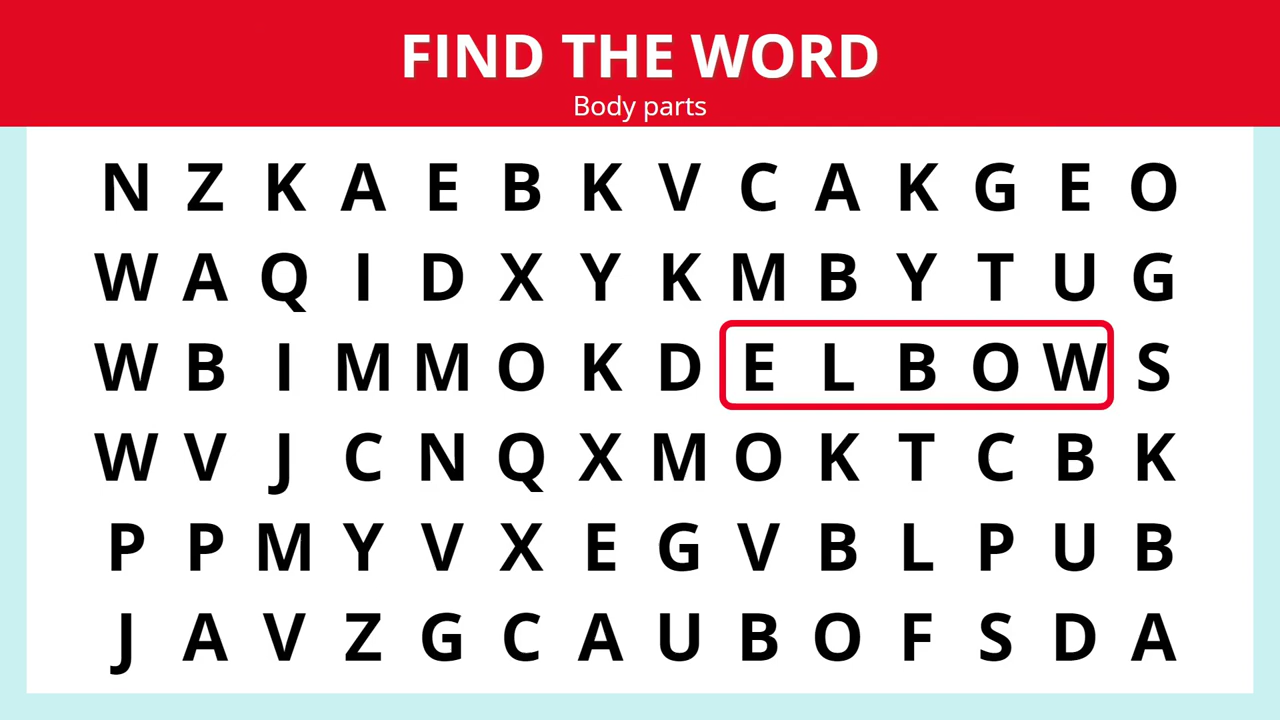 FIND THE WORD
Body parts
N Z K A E B K V C A K G E O
W A Q I D X Y K M B Y T U G
W B I M M O K D E L B O W S
W V J C N Q X M O K T C B K
P P M Y V X E G V B L P U B
J A V Z G C A U B O F S D A